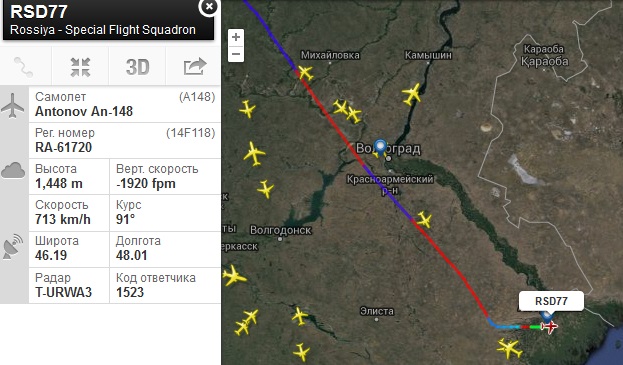 RSD77
Rossiya - Special Flight Squadron
3D
Самолет (A148)
Antonov An-148
Рег. номер (14F118)
RA-61720
Высота Верт. скорость
1,448 m -1920 fpm
Скорость Курс
713 km/h 91°
Широта Долгота
46.19 48.01
Радар Код ответчика
T-URWA3 1523
+
−
Михайловка
Камышин
Караоба
Қараоба
Волгоград
Красноармейский
р-н
Волгодонск
Элиста
RSD77